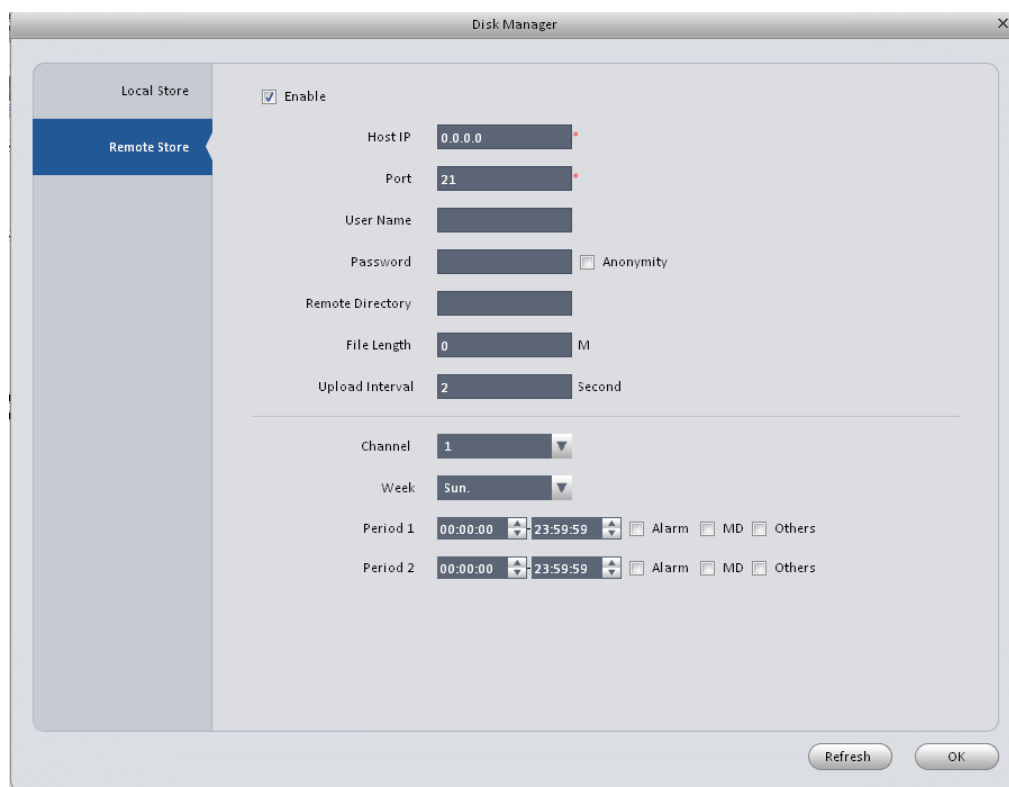 Disk Manager
Local Store
Remote Store
Enable
Host IP 0.0.0.0 *
Port 21 *
User Name
Password Anonymity
Remote Directory
File Length 0 M
Upload Interval 2 Second
Channel 1
Week Sun.
Period 1 00:00:00 - 23:59:59 Alarm MD Others
Period 2 00:00:00 - 23:59:59 Alarm MD Others
Refresh OK